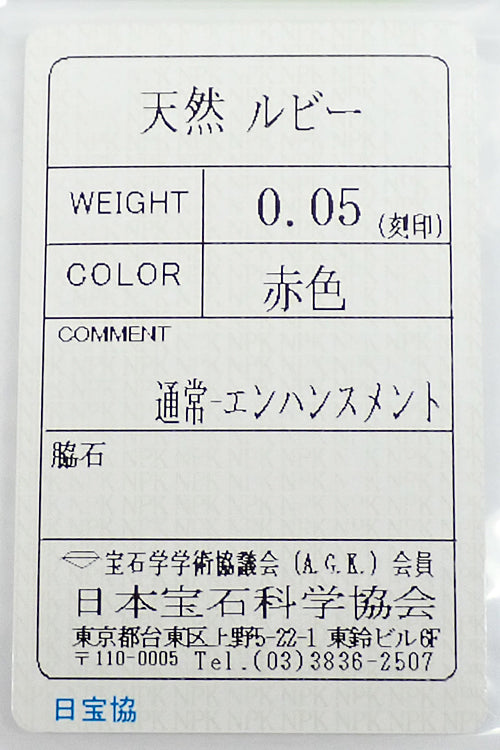 天然 ルビー
WEIGHT 0.05 (刻印)
COLOR 赤色
COMMENT
通常-エンハンスメント
脇石
宝石学学術協議会 (A.G.K.) 会員
日本宝石科学協会
東京都台東区上野5-22-1 東鈴ビル6F
〒110-0005 Tel.(03)3836-2507
日宝協